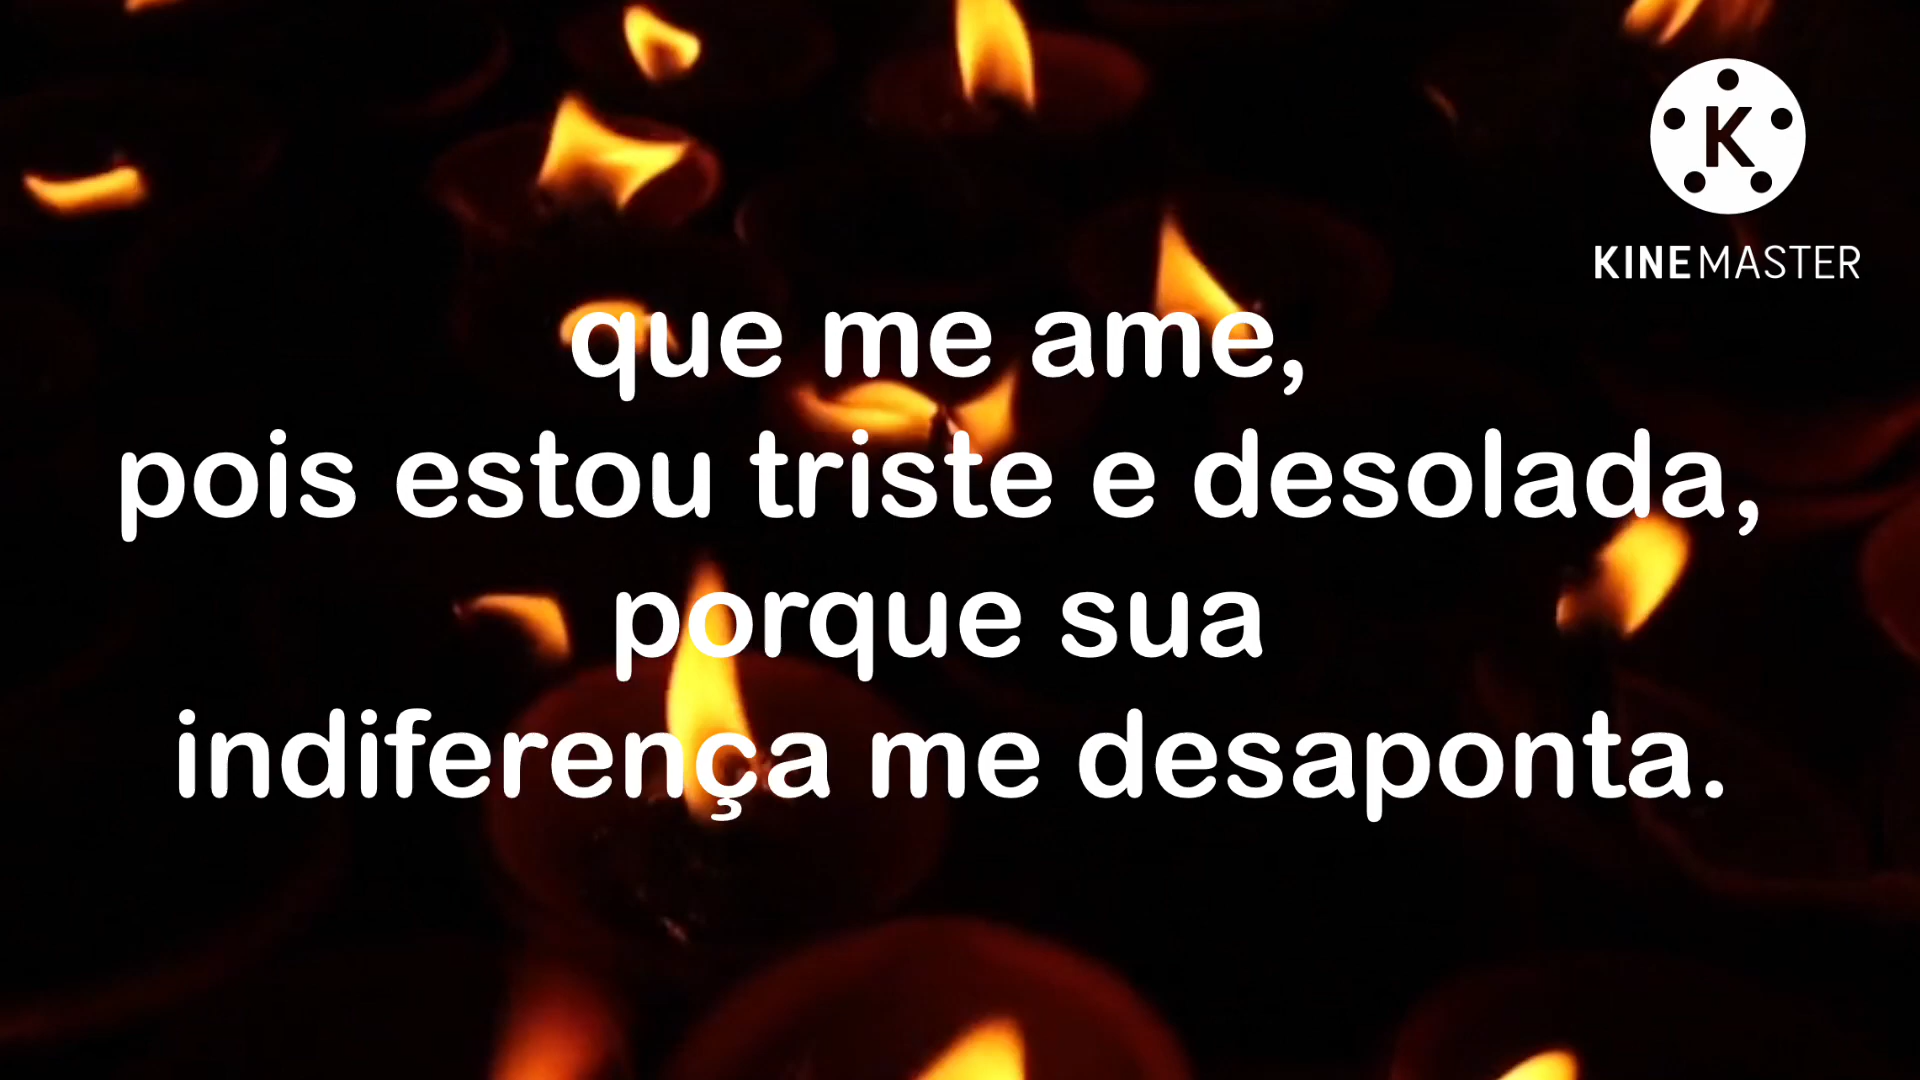 K
KINEMASTER
que me ame,
pois estou triste e desolada,
porque sua
indiferença me desaponta.